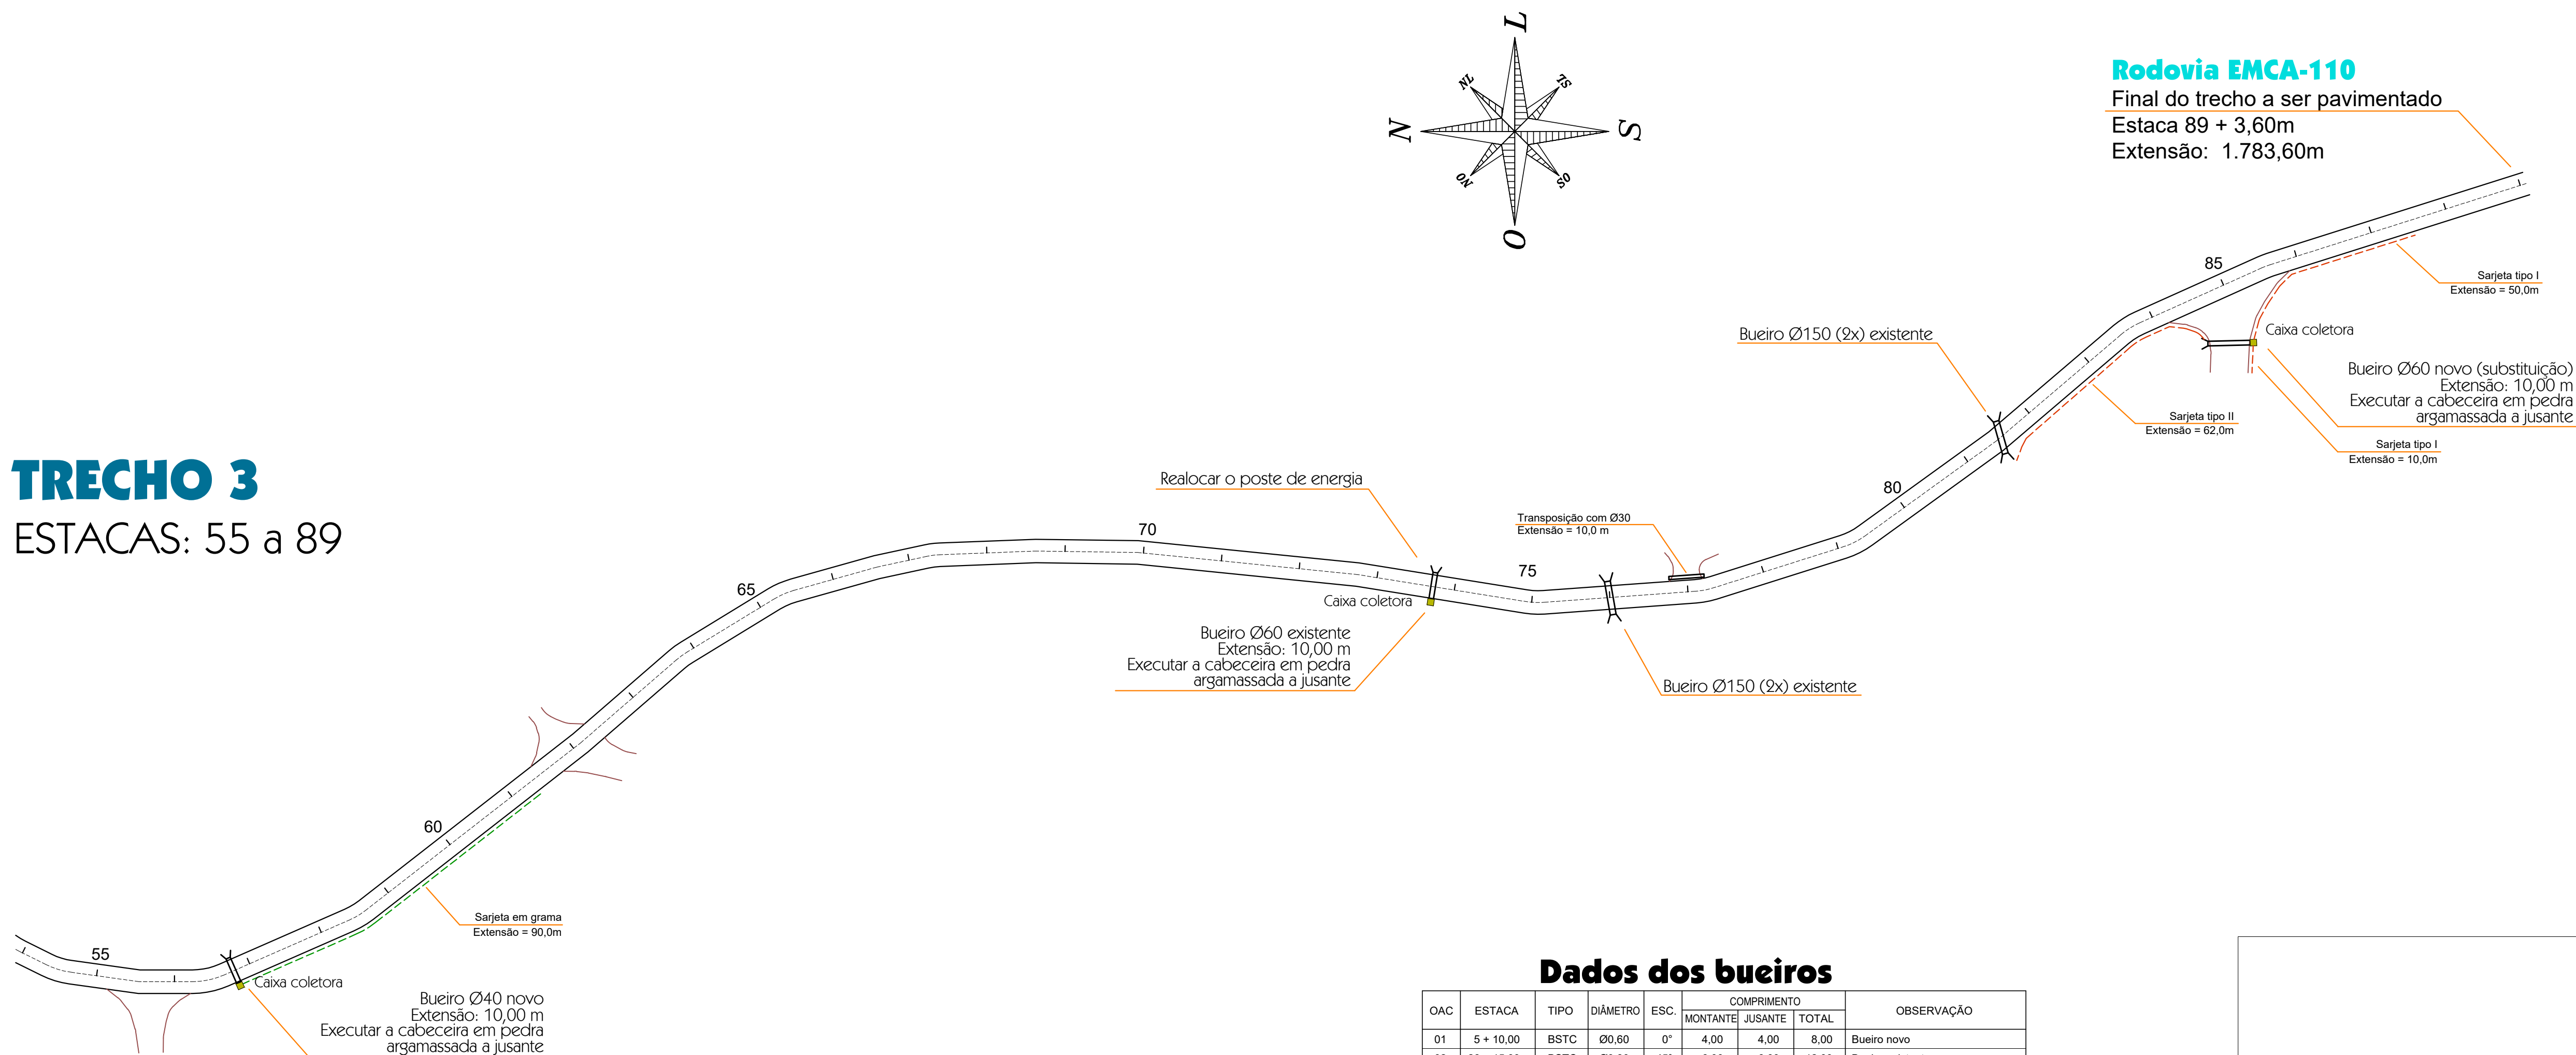 L
NL
SL
N
S
NO
SO
O
Rodovia EMCA-110
Final do trecho a ser pavimentado
Estaca 89 + 3,60m
Extensão: 1.783,60m
85
Sarjeta tipo I
Extensão = 50,0m
Caixa coletora
Bueiro Ø150 (2x) existente
Bueiro Ø60 novo (substituição)
Extensão: 10,00 m
Executar a cabeceira em pedra
argamassada a jusante
Sarjeta tipo II
Extensão = 62,0m
Sarjeta tipo I
Extensão = 10,0m
TRECHO 3
ESTACAS: 55 a 89
Realocar o poste de energia
80
Transposição com Ø30
Extensão = 10,0 m
70
75
65
Caixa coletora
Bueiro Ø60 existente
Extensão: 10,00 m
Executar a cabeceira em pedra
argamassada a jusante
Bueiro Ø150 (2x) existente
60
Sarjeta em grama
Extensão = 90,0m
55
Caixa coletora
Bueiro Ø40 novo
Extensão: 10,00 m
Executar a cabeceira em pedra
argamassada a jusante
Dados dos bueiros
OAC ESTACA TIPO DIÂMETRO ESC. COMPRIMENTO OBSERVAÇÃO
MONTANTE JUSANTE TOTAL
01 5 + 10,00 BSTC Ø0,60 0° 4,00 4,00 8,00 Bueiro novo